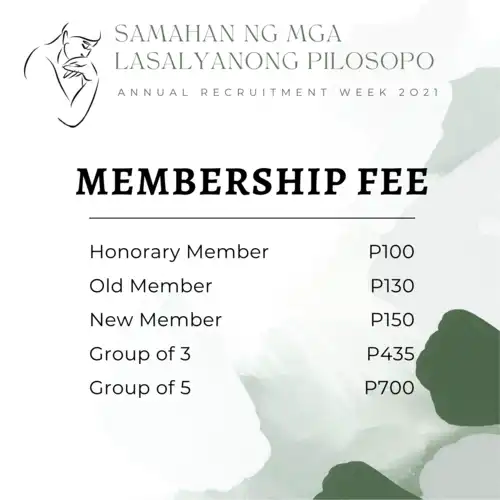 SAMAHAN NG MGA
LASALYANONG PILOSOPO
ANNUAL RECRUITMENT WEEK 2021
MEMBERSHIP FEE
Honorary Member P100
Old Member P130
New Member P150
Group of 3 P435
Group of 5 P700